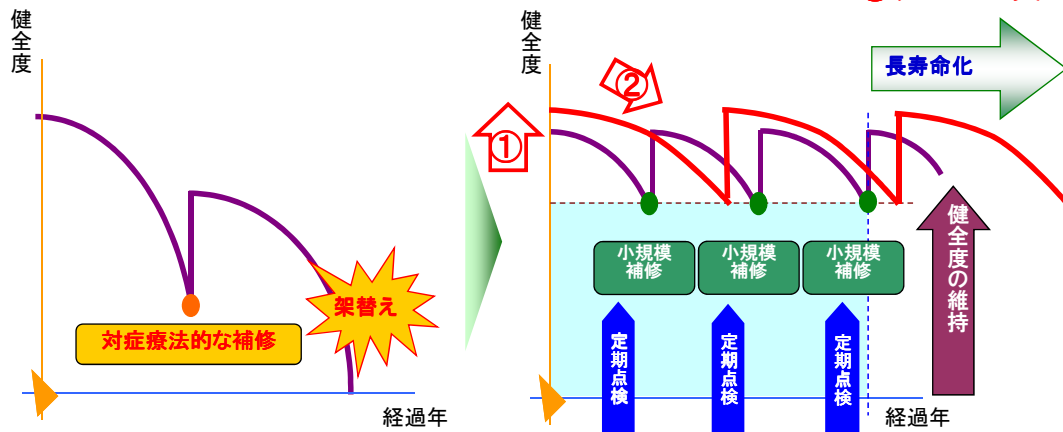 健全度
対症療法的な補修
架替え
経過年
健全度
①
②
長寿命化
小規模
補修
小規模
補修
小規模
補修
定期点検
定期点検
定期点検
健全度の維持
経過年